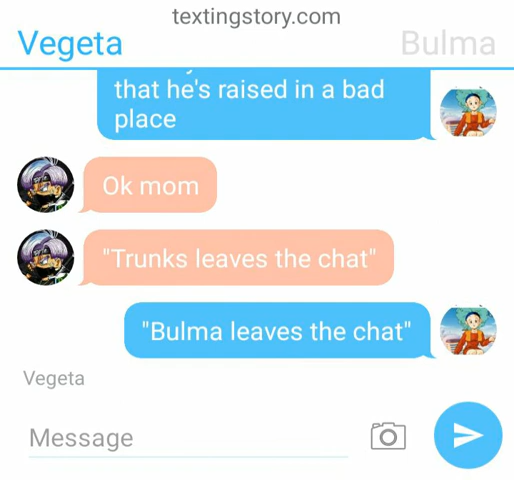 textingstory.com
Vegeta
Bulma
that he's raised in a bad
place
Ok mom
"Trunks leaves the chat"
"Bulma leaves the chat"
Vegeta
Message